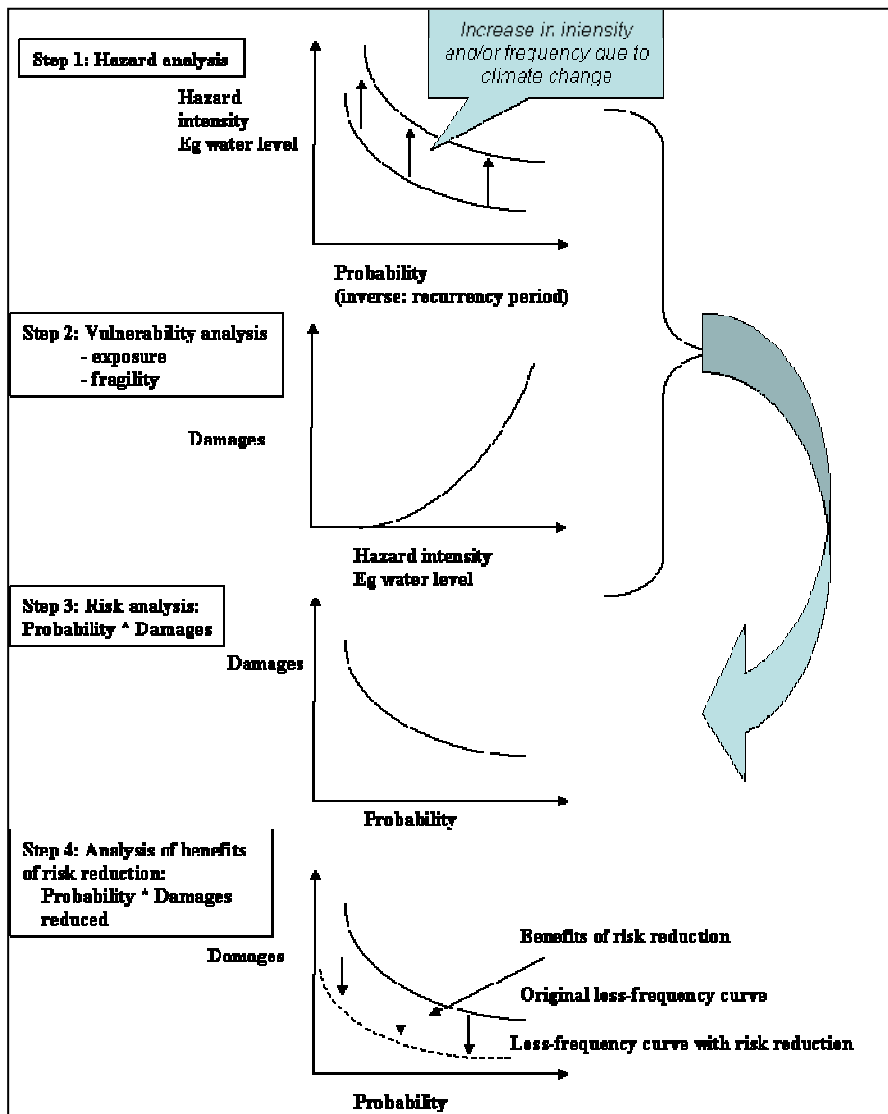 Increase in intensity
and/or frequency due to
climate change
Step 1: Hazard analysis
Hazard
intensity
Eg water level
Probability
(inverse: recurrency period)
Step 2: Vulnerability analysis
- exposure
- fragility
Damages
Hazard intensity
Eg water level
Step 3: Risk analysis:
Probability * Damages
Damages
Probability
Step 4: Analysis of benefits
of risk reduction:
Probability * Damages
reduced
Damages
Benefits of risk reduction
Original loss-frequency curve
Loss-frequency curve with risk reduction
Probability